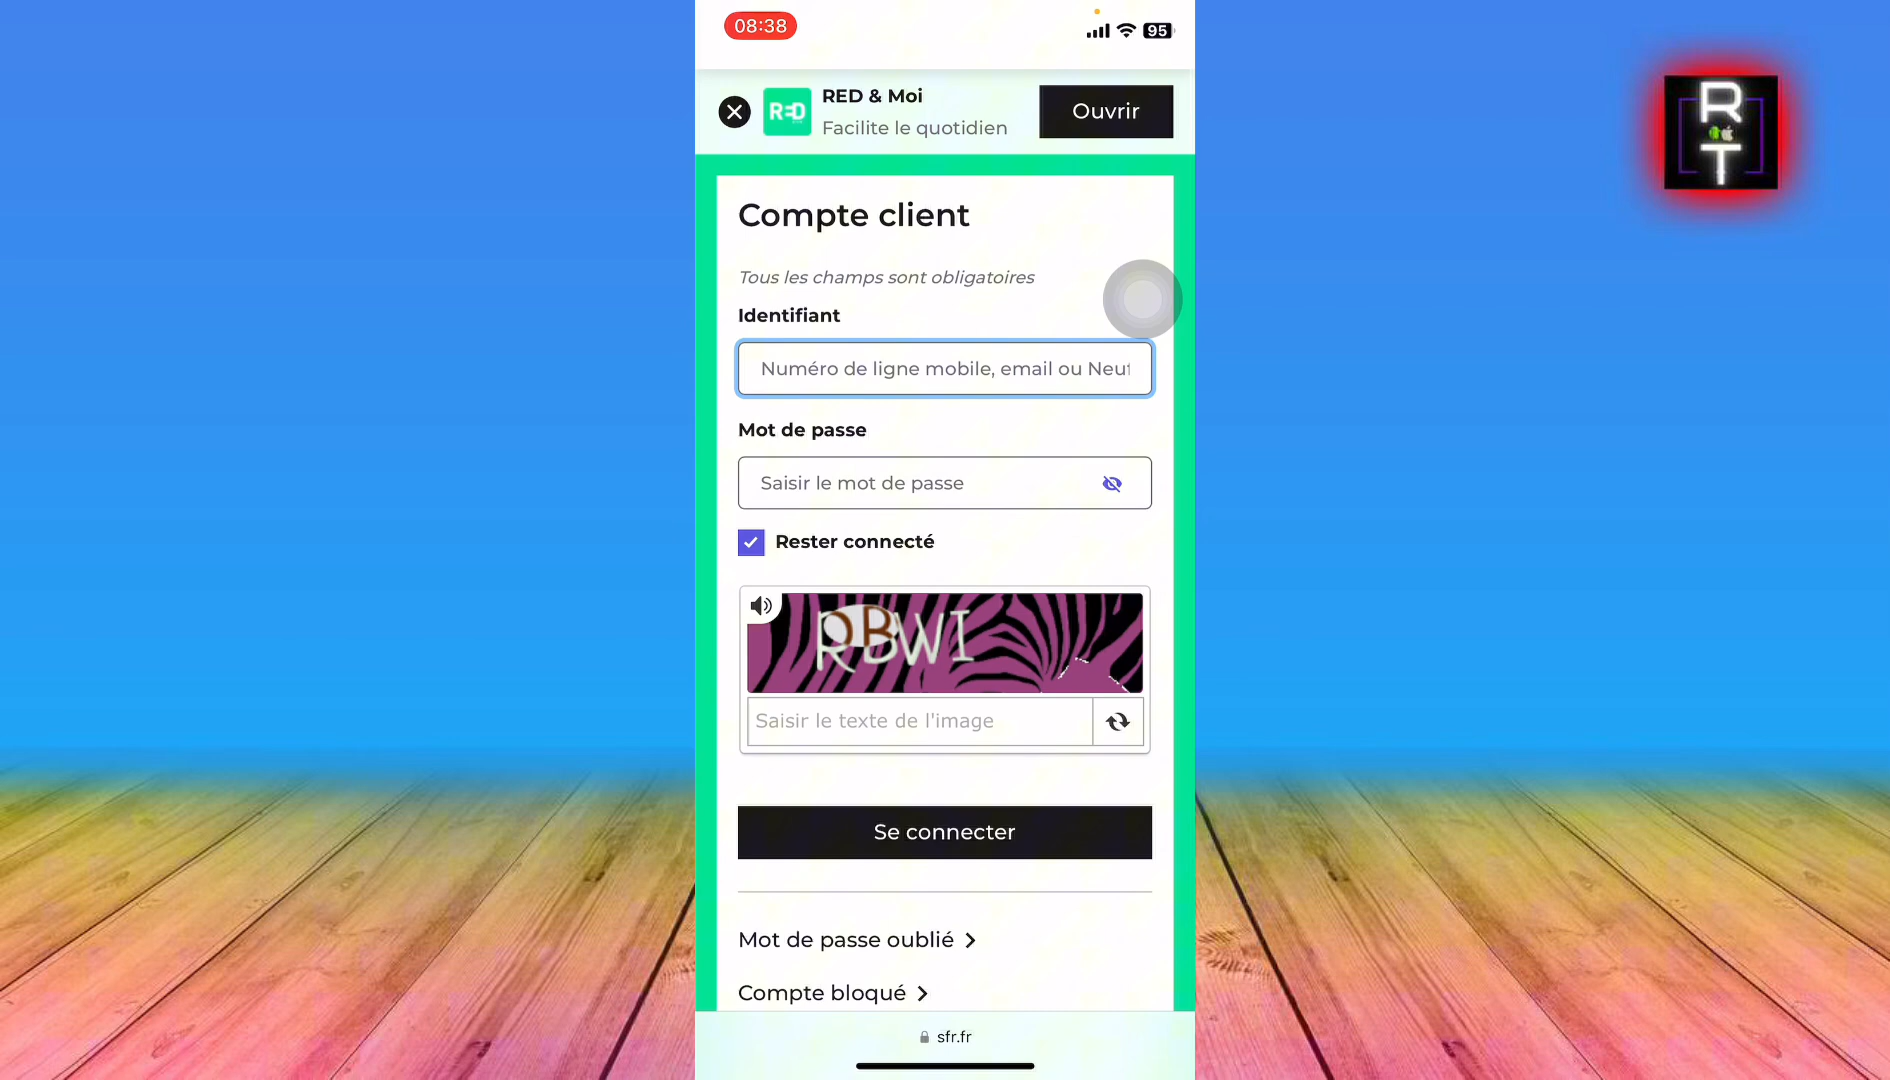 08:38
95
RED & Moi
Facilite le quotidien
Ouvrir
RED
R
T
Compte client
Tous les champs sont obligatoires
Identifiant
Numéro de ligne mobile, email ou Neuf
Mot de passe
Saisir le mot de passe
Rester connecté
Saisir le texte de l'image
Se connecter
Mot de passe oublié
Compte bloqué
sfr.fr